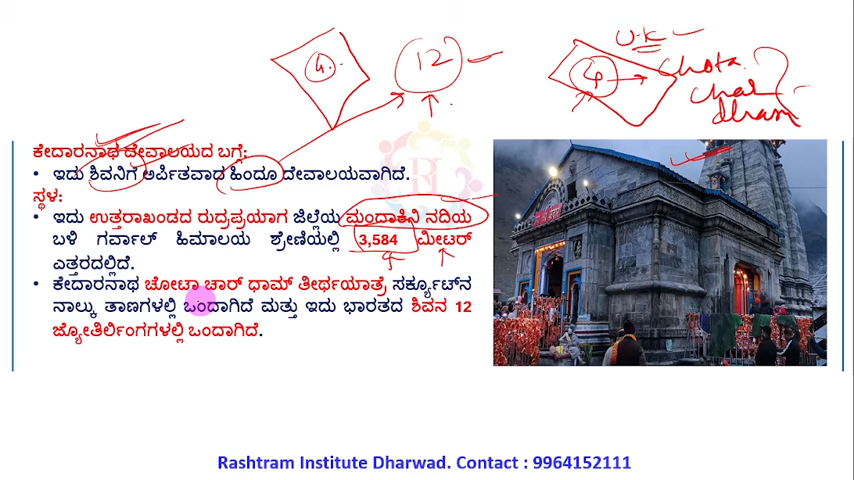 4.
12
U.K
4
Chota
Char
dham
ಕೇದಾರನಾಥ ದೇವಾಲಯದ ಬಗ್ಗೆ:
• ಇದು ಶಿವನಿಗೆ ಅರ್ಪಿತವಾದ ಹಿಂದೂ ದೇವಾಲಯವಾಗಿದೆ.
ಸ್ಥಳ:
• ಇದು ಉತ್ತರಾಖಂಡದ ರುದ್ರಪ್ರಯಾಗ ಜಿಲ್ಲೆಯ ಮಂದಾಕಿನಿ ನದಿಯ
ಬಳಿ ಗರ್ವಾಲ್ ಹಿಮಾಲಯ ಶ್ರೇಣಿಯಲ್ಲಿ 3,584 ಮೀಟರ್
ಎತ್ತರದಲ್ಲಿದೆ.
• ಕೇದಾರನಾಥ ಚೋಟಾ ಚಾರ್ ಧಾಮ್ ತೀರ್ಥಯಾತ್ರೆ ಸರ್ಕ್ಯೂಟ್‌ನ
ನಾಲ್ಕು ತಾಣಗಳಲ್ಲಿ ಒಂದಾಗಿದೆ ಮತ್ತು ಇದು ಭಾರತದ ಶಿವನ 12
ಜ್ಯೋತಿರ್ಲಿಂಗಗಳಲ್ಲಿ ಒಂದಾಗಿದೆ.
Rashtram Institute Dharwad. Contact : 9964152111